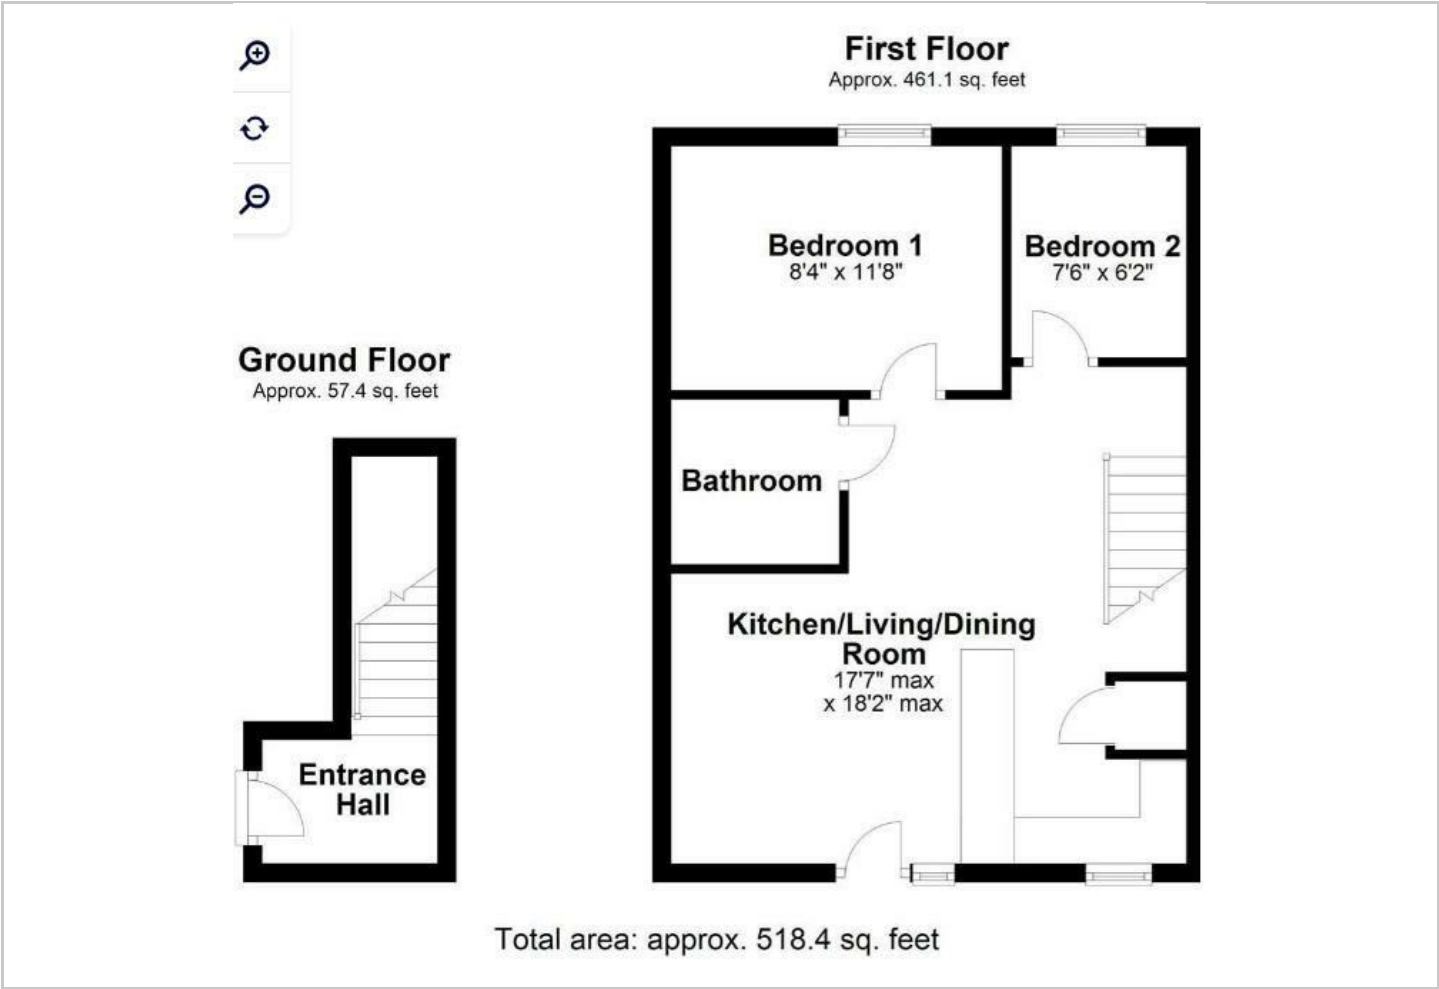 First Floor
Approx. 461.1 sq. feet
Bedroom 1
8'4" x 11'8"
Bedroom 2
7'6" x 6'2"
Ground Floor
Approx. 57.4 sq. feet
Bathroom
Kitchen/Living/Dining
Room
17'7" max
x 18'2" max
Entrance
Hall
Total area: approx. 518.4 sq. feet